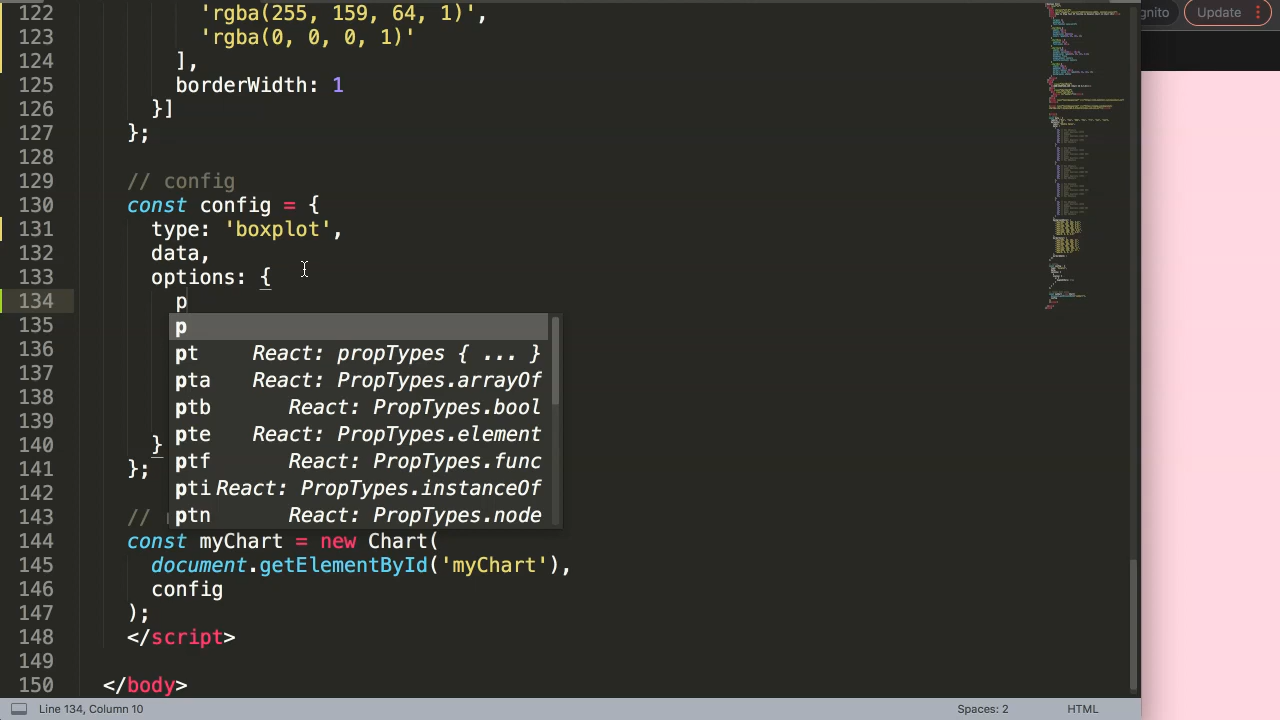 122 'rgba(255, 159, 64, 1)',
123 'rgba(0, 0, 0, 1)'
124 ],
125 borderWidth: 1
126 }]
127 };
128
129 // config
130 const config = {
131 type: 'boxplot',
132 data,
133 options: {
134 p
135 p
136 pt React: propTypes { ... }
137 pta React: PropTypes.arrayOf
138 ptb React: PropTypes.bool
139 pte React: PropTypes.element
140 } ptf React: PropTypes.func
141 }; pti React: PropTypes.instanceOf
142 ptn React: PropTypes.node
143 //
144 const myChart = new Chart(
145 document.getElementById('myChart'),
146 config
147 );
148 </script>
149
150 </body>
Line 134, Column 10 Spaces: 2 HTML
Update